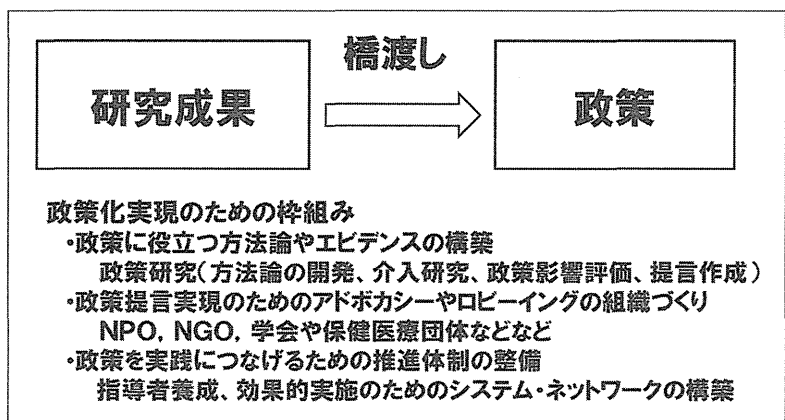 橋渡し
研究成果
政策
政策化実現のための枠組み
・政策に役立つ方法論やエビデンスの構築
政策研究（方法論の開発、介入研究、政策影響評価、提言作成）
・政策提言実現のためのアドボカシーやロビーイングの組織づくり
NPO, NGO, 学会や保健医療団体などなど
・政策を実践につなげるための推進体制の整備
指導者養成、効果的実施のためのシステム・ネットワークの構築